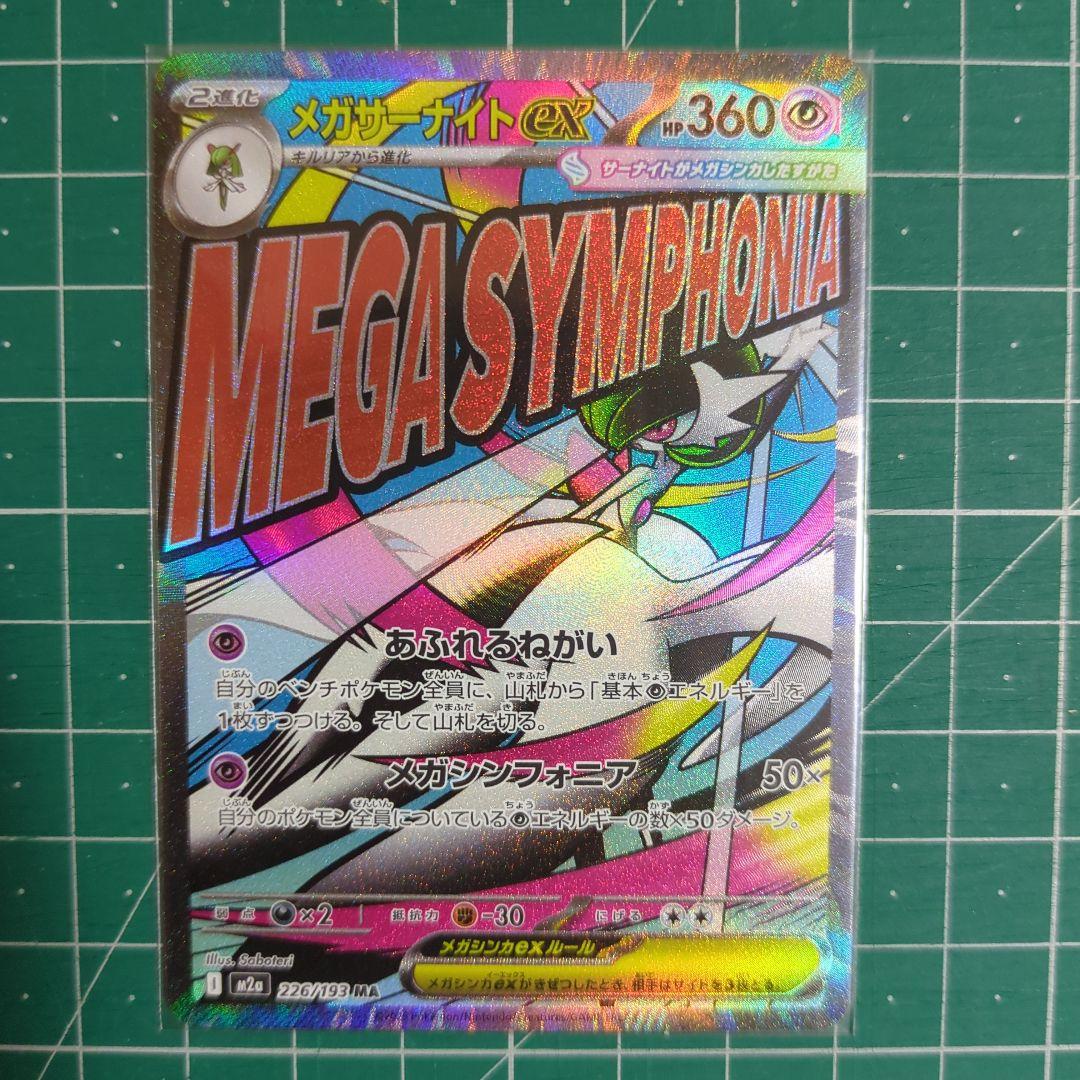 2進化
メガサーナイトex
HP360
キルリアから進化
サーナイトがメガシンカしたすがた
MEGA SYMPHONIA
あふれるねがい
自分のベンチポケモン全員に、山札から「基本エネルギー」を
1枚ずつつける。そして山札を切る。
メガシンフォニア 50×
自分のポケモン全員についているエネルギーの数×50ダメージ。
弱点 ×2 抵抗力 -30 にげる
メガシンカexルール
メガシンカexがきぜつしたとき、相手はサイドを3枚とる。
Illus. Saboteri
I M2a 226/193 MA
Pokémon/Nintendo/Creatures/GAME